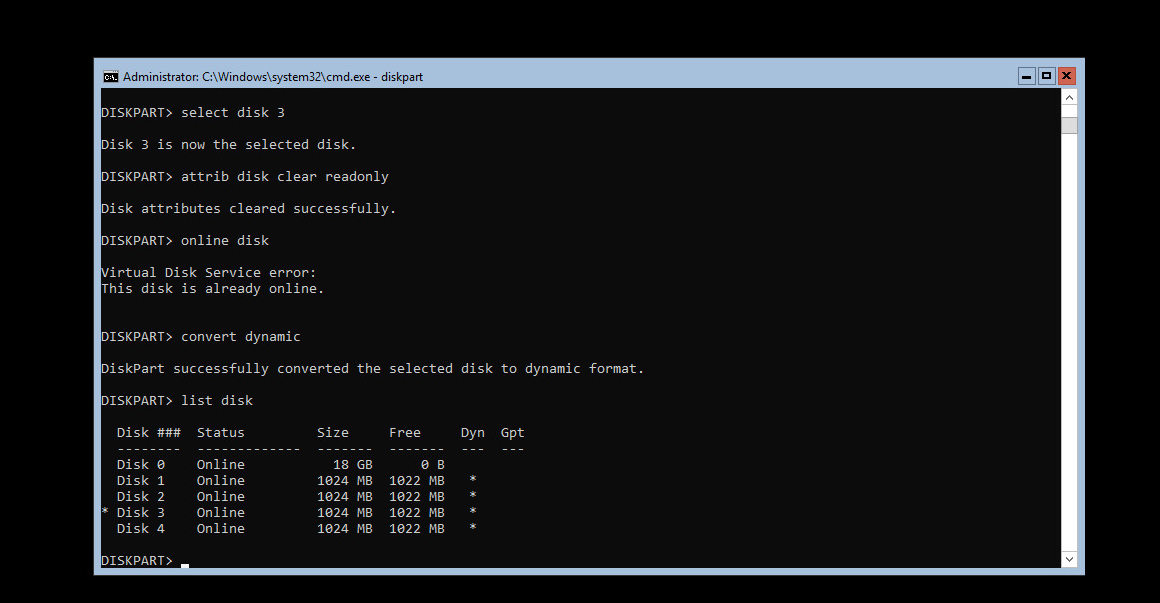 Administrator: C:\Windows\system32\cmd.exe - diskpart
DISKPART> select disk 3
Disk 3 is now the selected disk.
DISKPART> attrib disk clear readonly
Disk attributes cleared successfully.
DISKPART> online disk
Virtual Disk Service error:
This disk is already online.
DISKPART> convert dynamic
DiskPart successfully converted the selected disk to dynamic format.
DISKPART> list disk
  Disk ###  Status         Size     Free     Dyn  Gpt
  --------  -------------  -------  -------  ---  ---
  Disk 0    Online           18 GB      0 B
  Disk 1    Online         1024 MB  1022 MB   *
  Disk 2    Online         1024 MB  1022 MB   *
* Disk 3    Online         1024 MB  1022 MB   *
  Disk 4    Online         1024 MB  1022 MB   *
DISKPART>